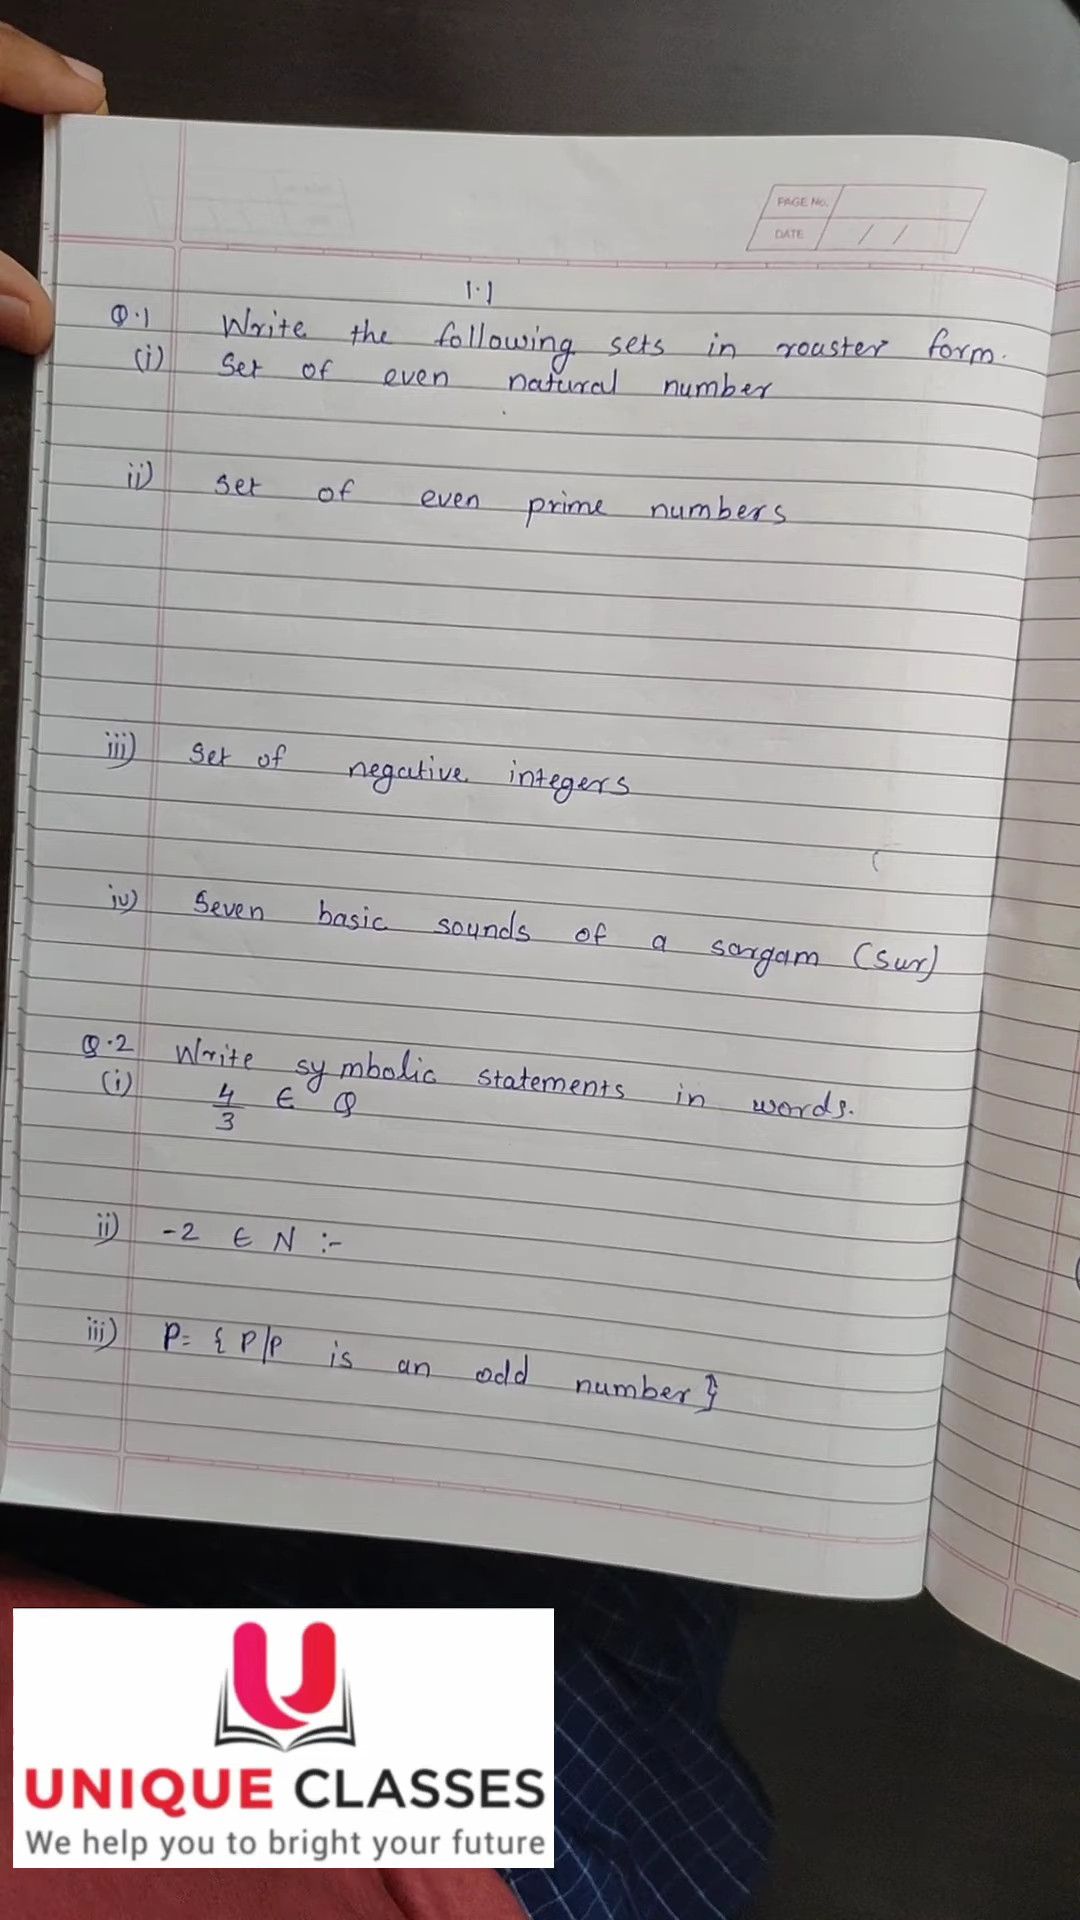 PAGE No.
DATE / /
1.1
Q.1 Write the following sets in rouster form.
(i) Set of even natural number
ii) set of even prime numbers
iii) set of negative integers
iv) Seven basic sounds of a sargam (sur)
Q.2 Write symbolic statements in words.
(i) 4/3 ∈ Q
ii) -2 ∈ N :-
iii) P= { P/P is an odd number }
UNIQUE CLASSES
We help you to bright your future